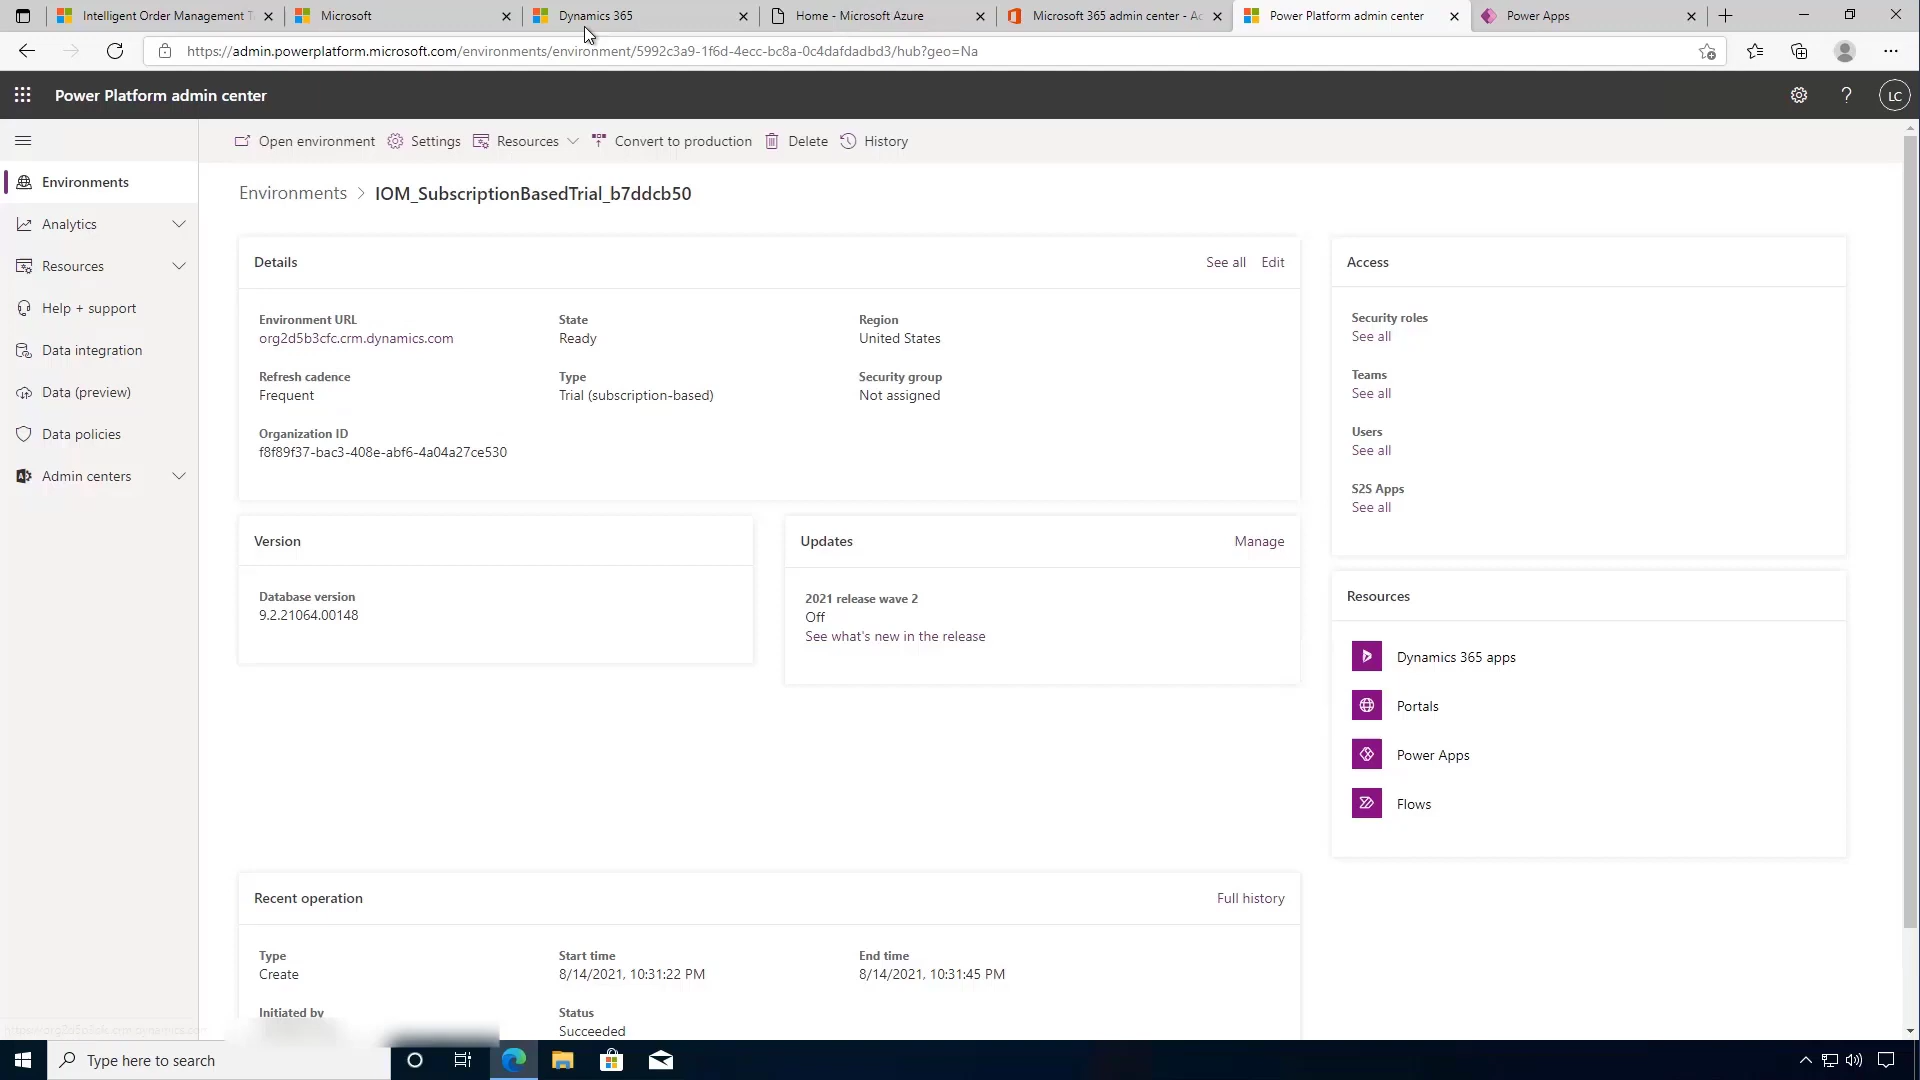 Intelligent Order Management T
Microsoft
Dynamics 365
Home - Microsoft Azure
Microsoft 365 admin center - Ac
Power Platform admin center
Power Apps
https://admin.powerplatform.microsoft.com/environments/environment/5992c3a9-1f6d-4ecc-bc8a-0c4dafdadbd3/hub?geo=Na
Power Platform admin center
?
LC
Open environment
Settings
Resources
Convert to production
Delete
History
Environments
Analytics
Resources
Help + support
Data integration
Data (preview)
Data policies
Admin centers
Environments > IOM_SubscriptionBasedTrial_b7ddcb50
Details
See all
Edit
Environment URL
org2d5b3cfc.crm.dynamics.com
State
Ready
Region
United States
Refresh cadence
Frequent
Type
Trial (subscription-based)
Security group
Not assigned
Organization ID
f8f89f37-bac3-408e-abf6-4a04a27ce530
Access
Security roles
See all
Teams
See all
Users
See all
S2S Apps
See all
Version
Database version
9.2.21064.00148
Updates
Manage
2021 release wave 2
Off
See what's new in the release
Resources
Dynamics 365 apps
Portals
Power Apps
Flows
Recent operation
Full history
Type
Create
Start time
8/14/2021, 10:31:22 PM
End time
8/14/2021, 10:31:45 PM
Initiated by
Status
Succeeded
Type here to search